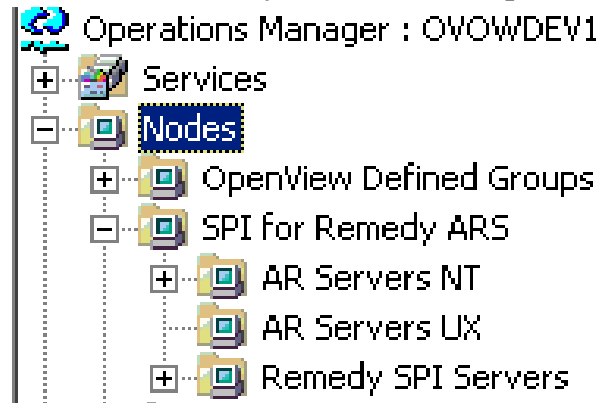 Operations Manager : OVOWDEV1
Services
Nodes
OpenView Defined Groups
SPI for Remedy ARS
AR Servers NT
AR Servers UX
Remedy SPI Servers